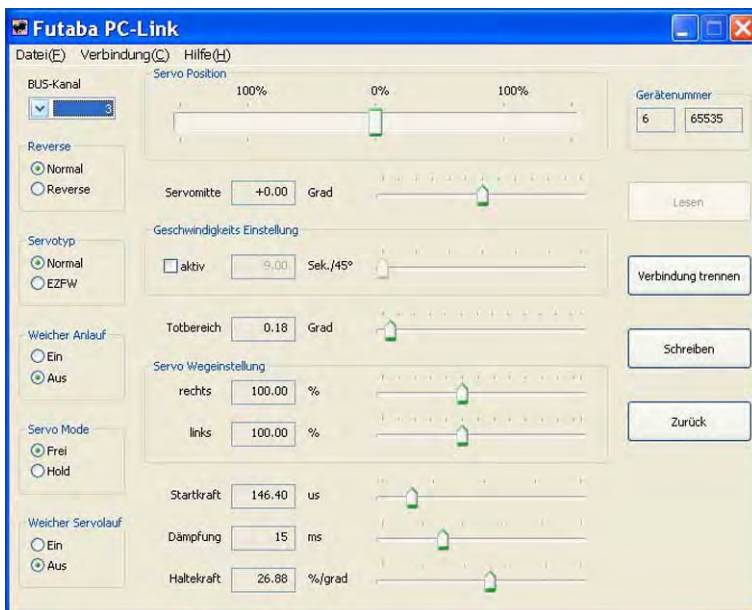 Futaba PC-Link
Datei(F) Verbindung(C) Hilfe(H)
BUS-Kanal
3
Reverse
Normal
Reverse
Servotyp
Normal
EZFW
Weicher Anlauf
Ein
Aus
Servo Mode
Frei
Hold
Weicher Servolauf
Ein
Aus
Servo Position
100% 0% 100%
Servomitte +0.00 Grad
Geschwindigkeits Einstellung
aktiv 9.00 Sek./45°
Totbereich 0.18 Grad
Servo Wegeinstellung
rechts 100.00 %
links 100.00 %
Startkraft 146.40 us
Dämpfung 15 ms
Haltekraft 26.88 %/grad
Gerätenummer
6 65535
Lesen
Verbindung trennen
Schreiben
Zurück